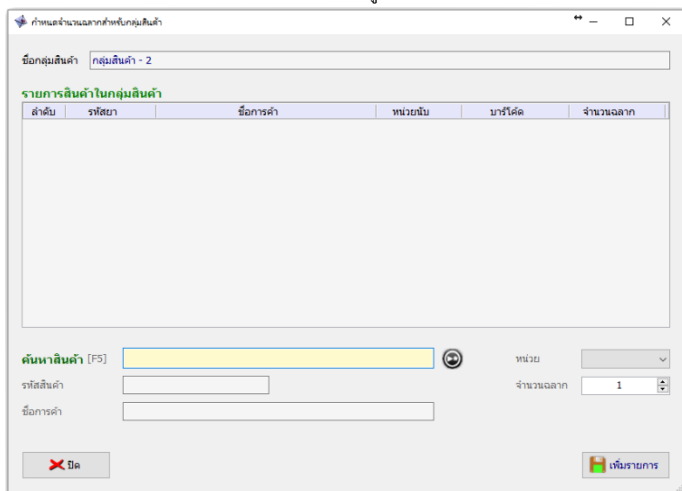 กำหนดจำนวนฉลากสำหรับกลุ่มสินค้า
ชื่อกลุ่มสินค้า กลุ่มสินค้า - 2
รายการสินค้าในกลุ่มสินค้า
ลำดับ รหัสยา ชื่อการค้า หน่วยนับ บาร์โค้ด จำนวนฉลาก
ค้นหาสินค้า [F5] หน่วย
รหัสสินค้า จำนวนฉลาก 1
ชื่อการค้า
ปิด เพิ่มรายการ